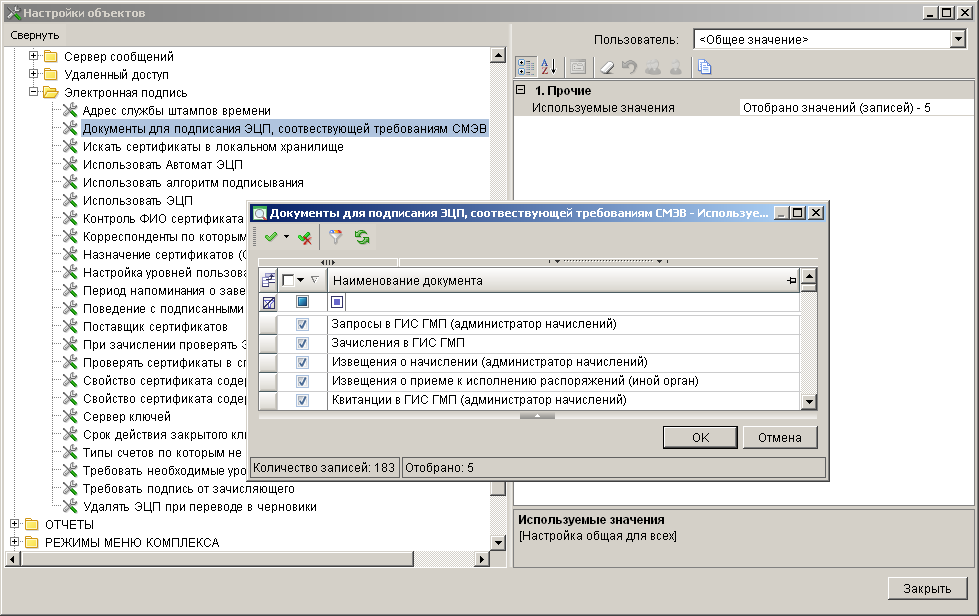 Настройки объектов
Свернуть
Сервер сообщений
Удаленный доступ
Электронная подпись
Адрес службы штампов времени
Документы для подписания ЭЦП, соотвествующей требованиям СМЭВ
Искать сертификаты в локальном хранилище
Использовать Автомат ЭЦП
Использовать алгоритм подписывания
Использовать ЭЦП
Контроль ФИО сертификата
Корреспонденты по которым
Назначение сертификатов (
Настройка уровней пользова
Период напоминания о заве
Поведение с подписанными
Поставщик сертификатов
При зачислении проверять
Проверять сертификаты в сп
Свойство сертификата содер
Свойство сертификата содер
Сервер ключей
Срок действия закрытого кл
Типы счетов по которым не
Требовать необходимые уро
Требовать подпись от зачисляющего
Удалять ЭЦП при переводе в черновики
ОТЧЕТЫ
РЕЖИМЫ МЕНЮ КОМПЛЕКСА
Пользователь: <Общее значение>
1. Прочие
Используемые значения Отобрано значений (записей) - 5
Документы для подписания ЭЦП, соотвествующей требованиям СМЭВ - Используе...
Наименование документа
Запросы в ГИС ГМП (администратор начислений)
Зачисления в ГИС ГМП
Извещения о начислении (администратор начислений)
Извещения о приеме к исполнению распоряжений (иной орган)
Квитанции в ГИС ГМП (администратор начислений)
OK Отмена
Количество записей: 183 Отобрано: 5
Используемые значения
[Настройка общая для всех]
Закрыть